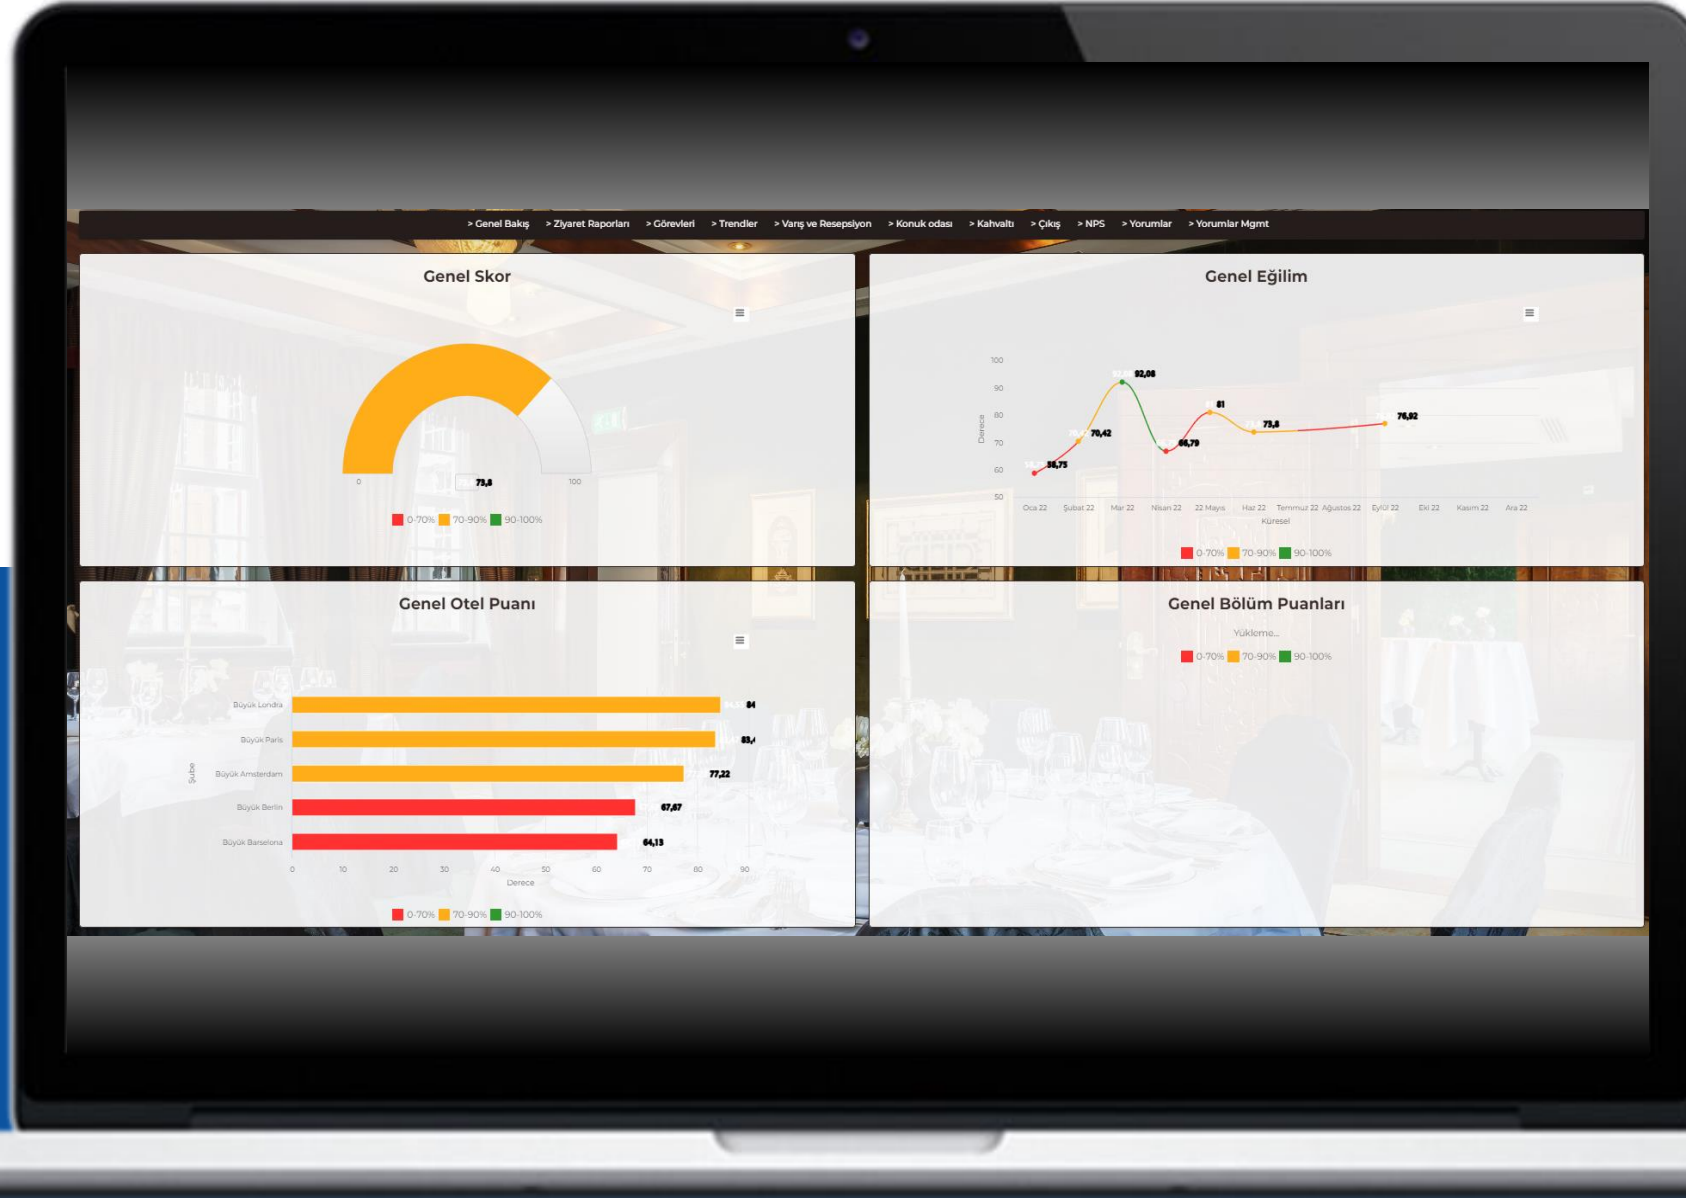 > Genel Bakış > Ziyaret Raporları > Görevleri > Trendler > Varış ve Resepsiyon > Konuk odası > Kahvaltı > Çıkış > NPS > Yorumlar > Yorumlar Mgmt
Genel Skor
73,8
0
100
0-70% 70-90% 90-100%
Genel Eğilim
100
90
80
70
60
50
Derece
58,75
70,42
92,08
66,79
81
73,8
76,92
Oca 22 Şubat 22 Mar 22 Nisan 22 22 Mayıs Haz 22 Temmuz 22 Ağustos 22 Eylül 22 Eki 22 Kasım 22 Ara 22
Küresel
0-70% 70-90% 90-100%
Genel Otel Puanı
Şube
Büyük Londra 84
Büyük Paris 83,4
Büyük Amsterdam 77,22
Büyük Berlin 67,67
Büyük Barselona 64,13
0 10 20 30 40 50 60 70 80 90
Derece
0-70% 70-90% 90-100%
Genel Bölüm Puanları
Yükleme...
0-70% 70-90% 90-100%